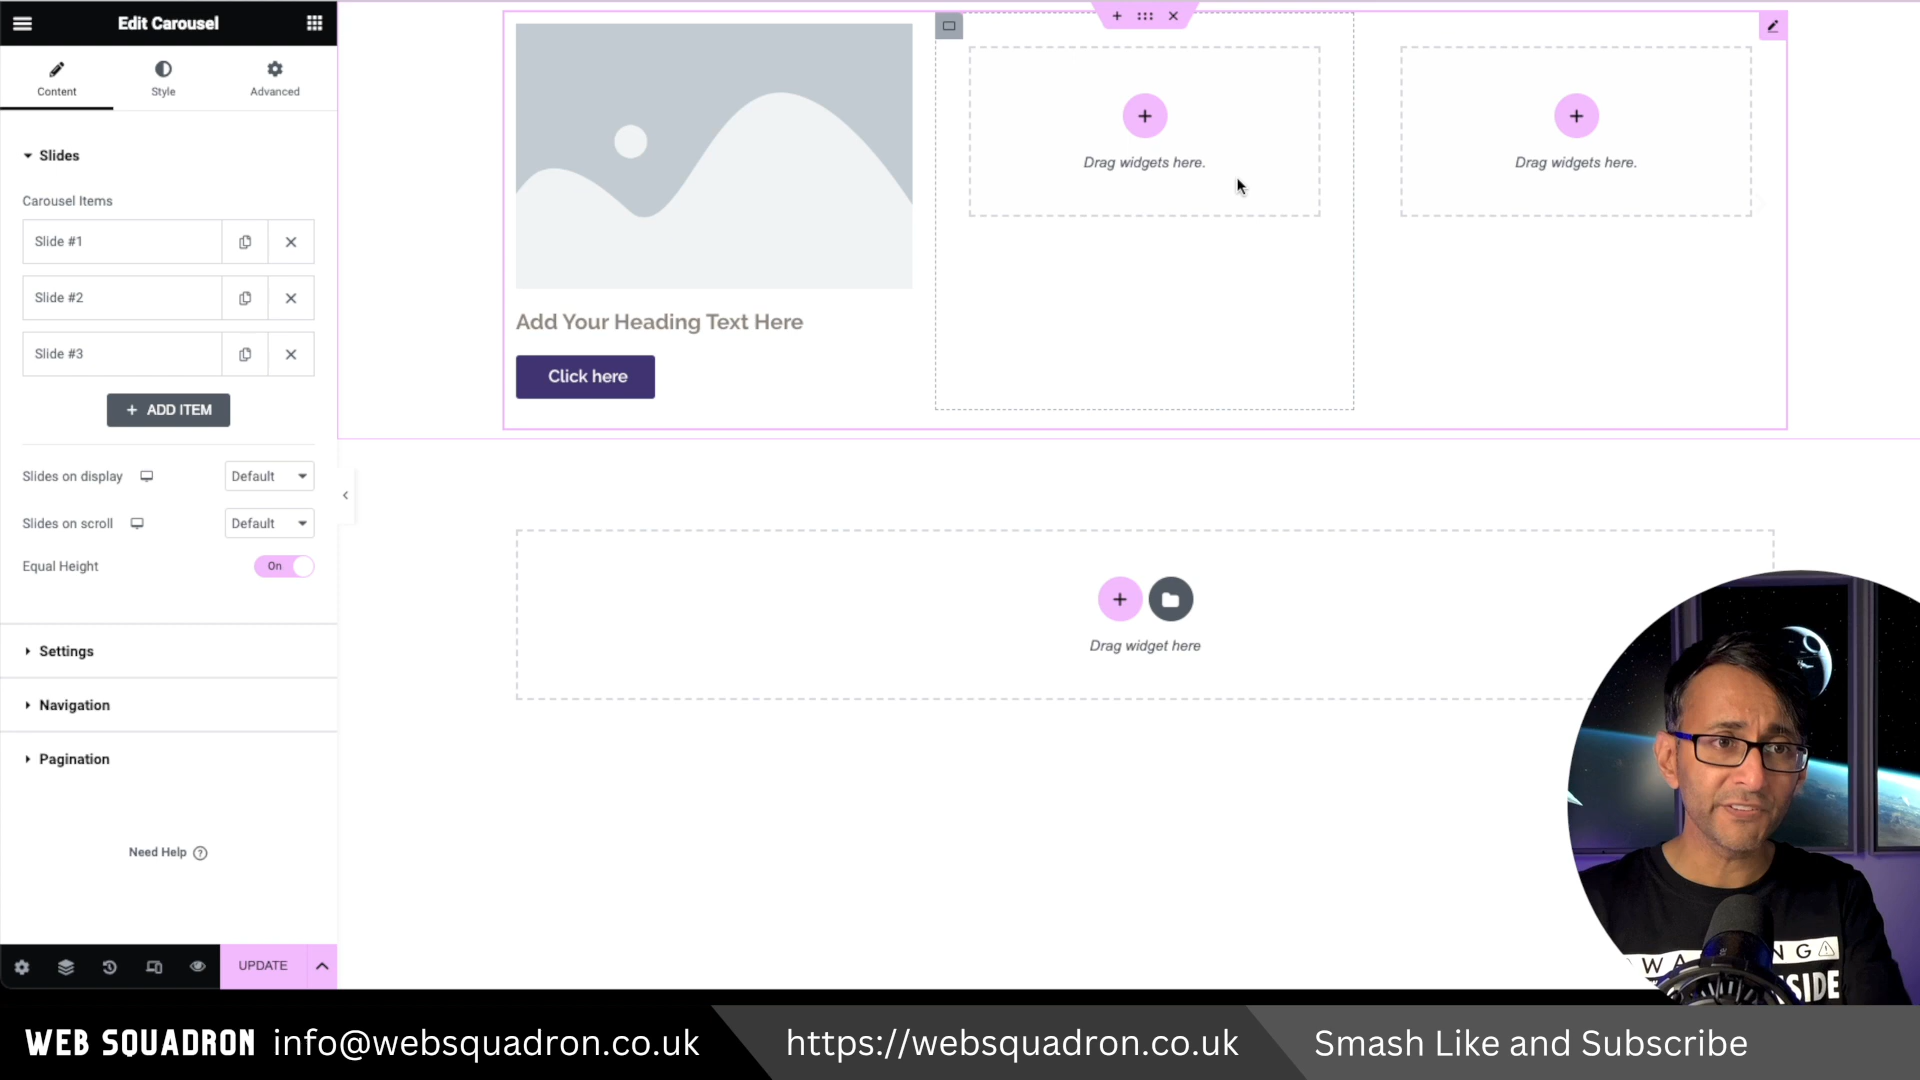 Edit Carousel
Content
Style
Advanced
Slides
Carousel Items
Slide #1
Slide #2
Slide #3
+ ADD ITEM
Slides on display
Default
Slides on scroll
Default
Equal Height
On
Settings
Navigation
Pagination
Need Help ?
UPDATE
Add Your Heading Text Here
Click here
Drag widgets here.
Drag widgets here.
Drag widget here
SIDE
WEB SQUADRON info@websquadron.co.uk
https://websquadron.co.uk
Smash Like and Subscribe